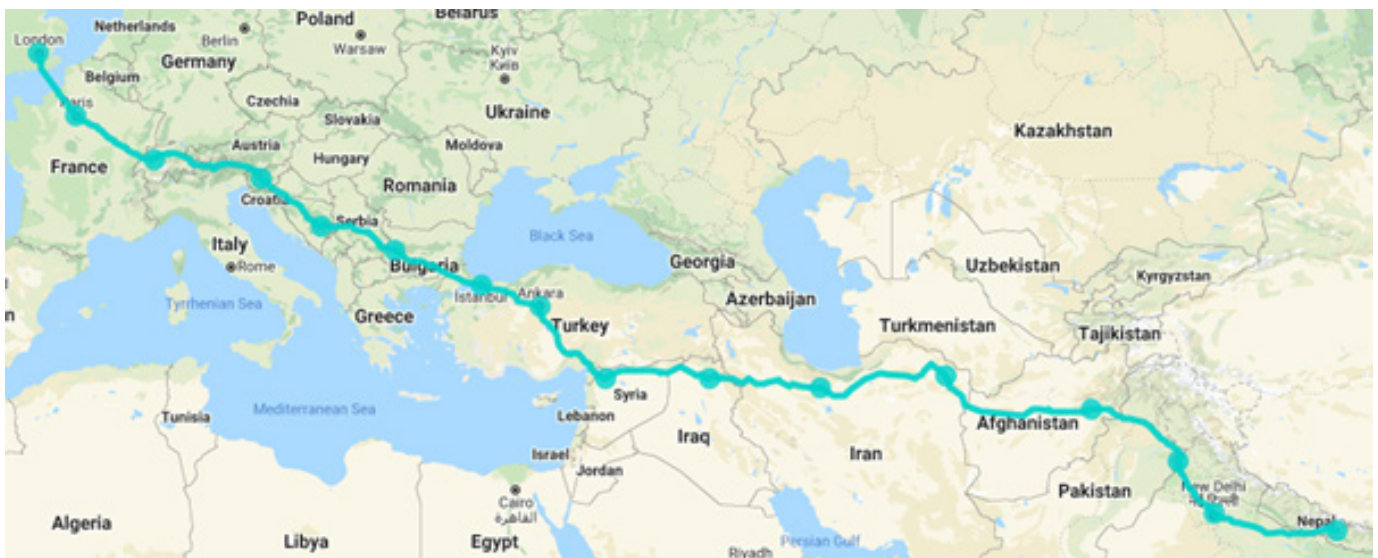 Netherlands
Poland
Belarus
London
Berlin
Warsaw
Germany
Kyiv
Київ
Belgium
Paris
Czechia
Ukraine
Slovakia
Kazakhstan
Austria
Moldova
France
Hungary
Romania
Croatia
Serbia
Italy
Black Sea
Bulgaria
Georgia
Uzbekistan
Kyrgyzstan
Rome
Istanbul
Ankara
Azerbaijan
Tyrrhenian Sea
Greece
Turkey
Turkmenistan
Tajikistan
Syria
Mediterranean Sea
Tunisia
Lebanon
Afghanistan
Iraq
Israel
Iran
Jordan
New Delhi
Pakistan
Cairo
القاهرة
Nepal
Algeria
Libya
Egypt
Persian Gulf
Riyadh